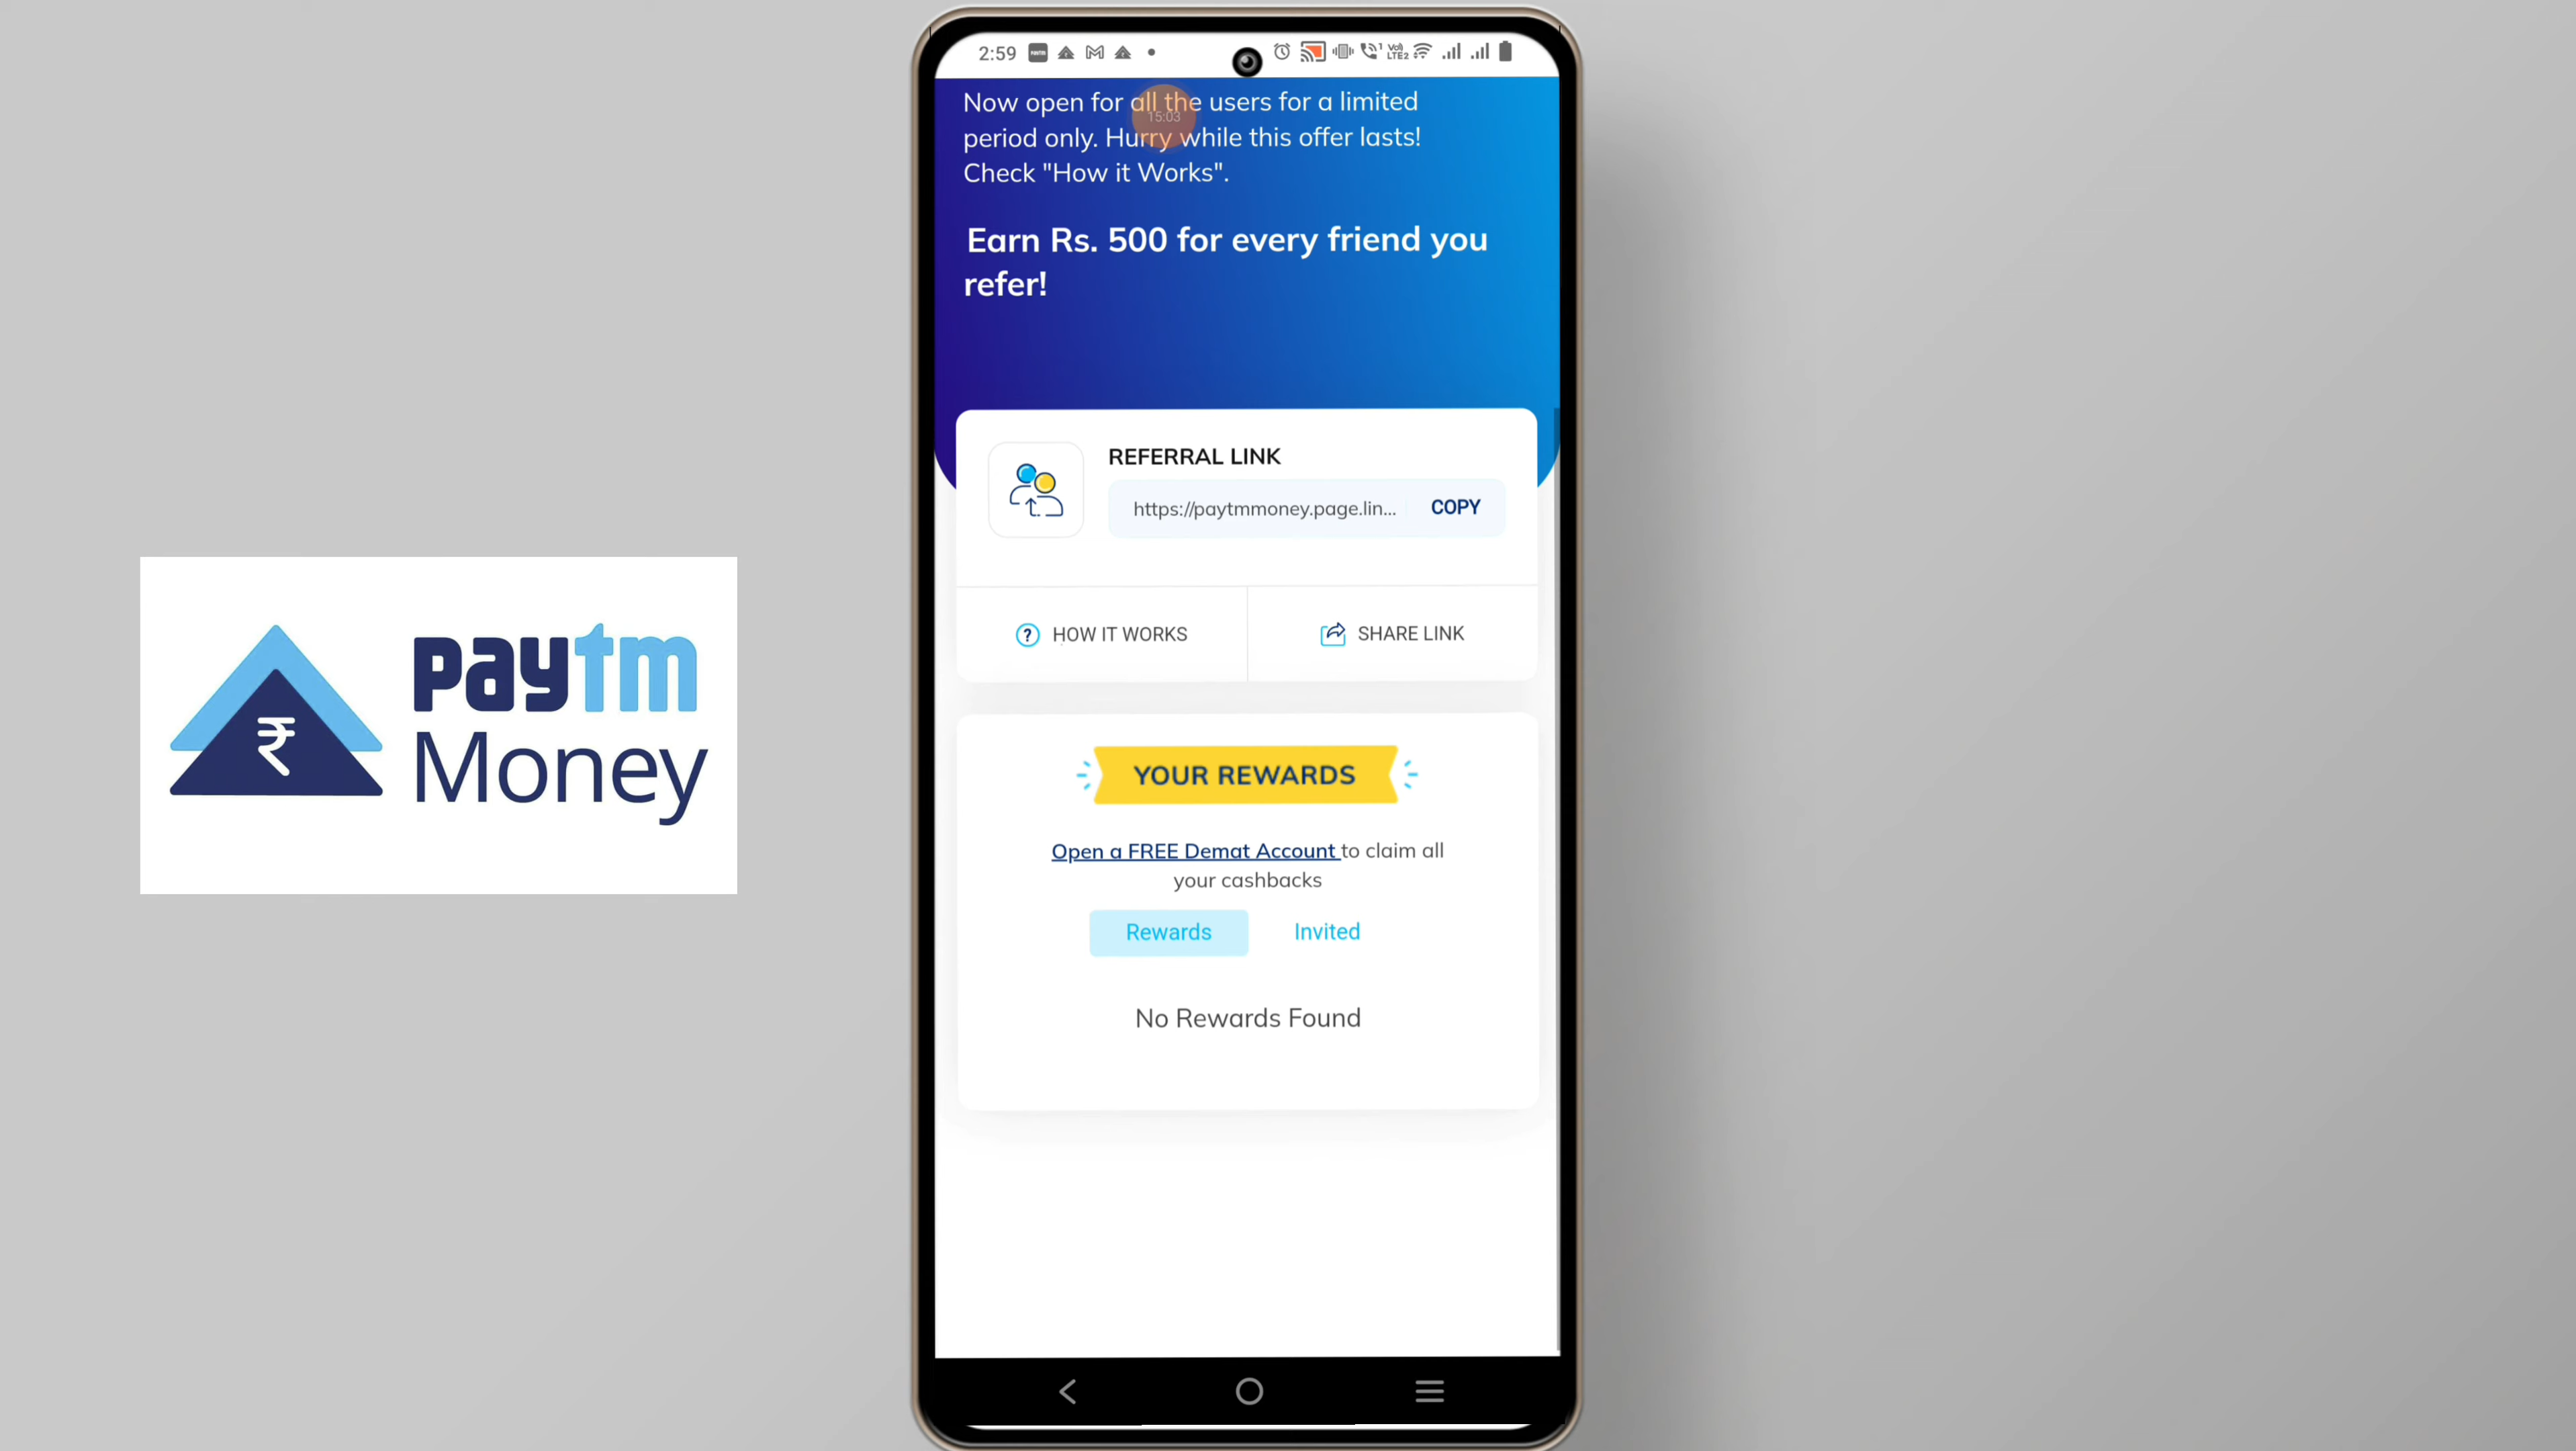 2:59
Now open for all the users for a limited
15:03
period only. Hurry while this offer lasts!
Check "How it Works".
Earn Rs. 500 for every friend you
refer!
REFERRAL LINK
https://paytmmoney.page.lin... COPY
HOW IT WORKS
SHARE LINK
YOUR REWARDS
Open a FREE Demat Account to claim all
your cashbacks
Rewards Invited
No Rewards Found
₹
paytm
Money